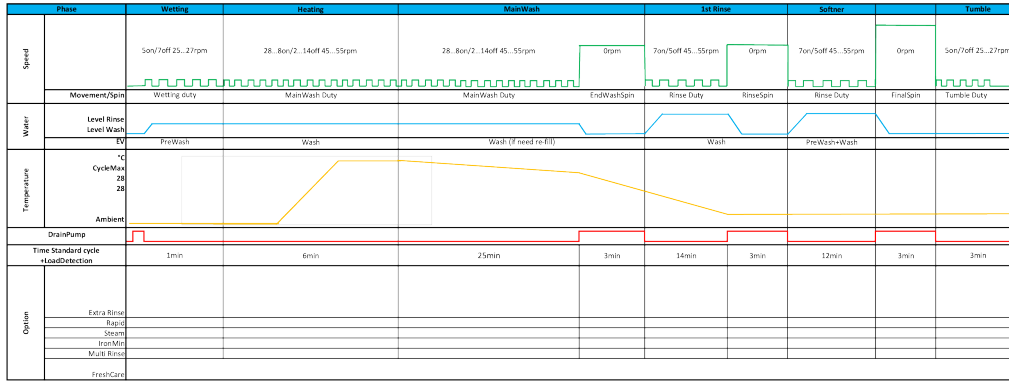 Phase Wetting Heating MainWash 1st Rinse Softner Tumble
Speed
5on/7off 25...27rpm 28...8on/2...14off 45...55rpm 28...8on/2...14off 45...55rpm 0rpm 7on/5off 45...55rpm 0rpm 7on/5off 45...55rpm 0rpm 5on/7off 25...27rpm
Movement/Spin Wetting duty MainWash Duty MainWash Duty EndWashSpin Rinse Duty RinseSpin Rinse Duty FinalSpin Tumble Duty
Water
Level Rinse
Level Wash
EV PreWash Wash Wash (If need re-fill) Wash PreWash+Wash
Temperature
°C
CycleMax
28
28
Ambient
DrainPump
Time Standard cycle
+LoadDetection
1min 6min 25min 3min 14min 3min 12min 3min 3min
Option
Extra Rinse
Rapid
Steam
IronMin
Multi Rinse
FreshCare